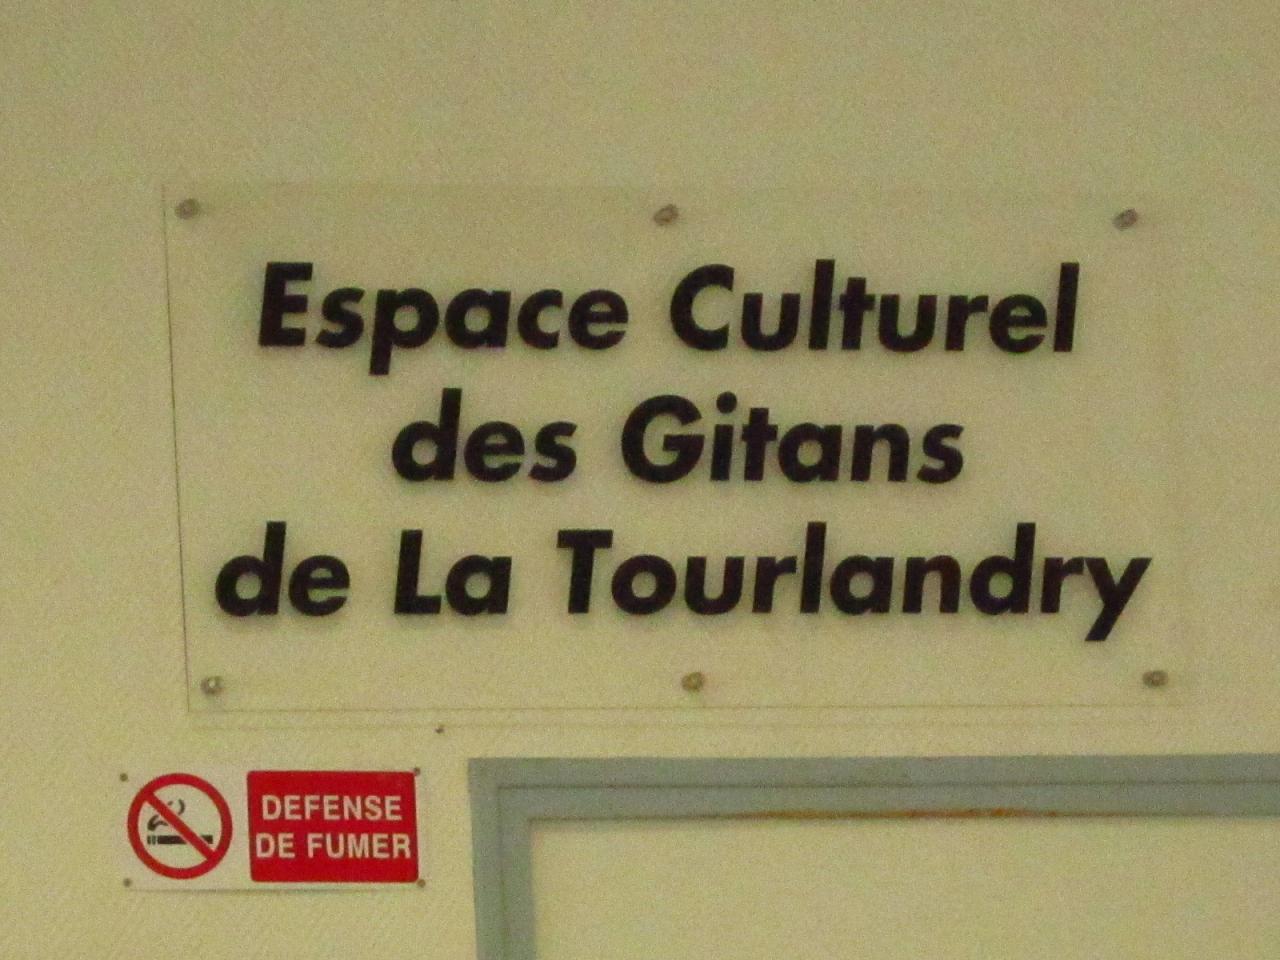 Espace Culturel
des Gitans
de La Tourlandry
DEFENSE
DE FUMER